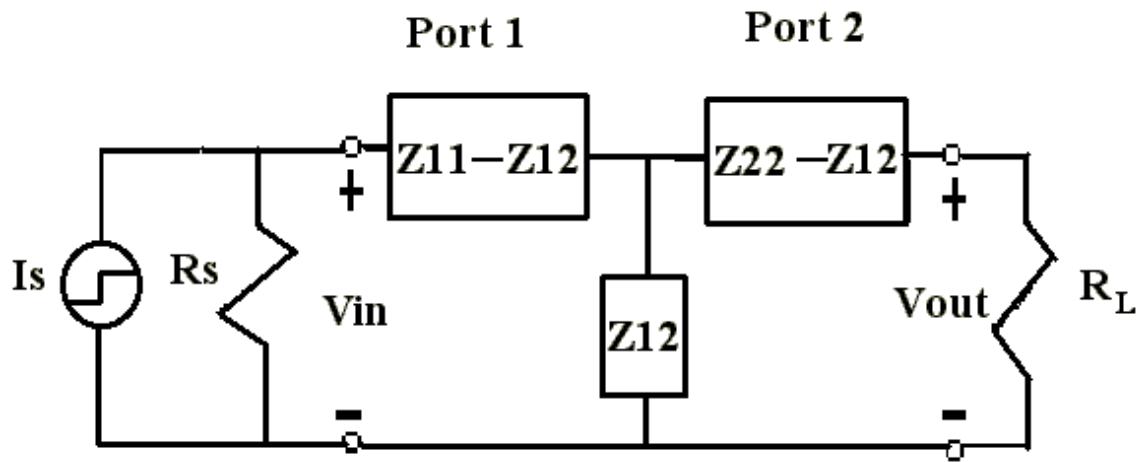 Port 1
Port 2
Z11-Z12
Z22-Z12
+
+
Is
Rs
Vin
Z12
Vout
RL
-
-